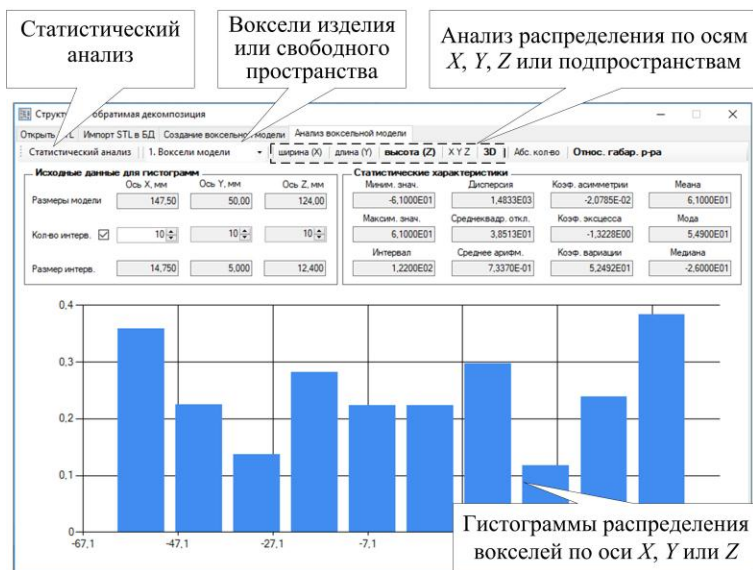 Статистический
анализ
Воксели изделия
или свободного
пространства
Анализ распределения по осям
X, Y, Z или подпространствам
обратимая декомпозиция
Импорт STL в БД Создание воксельной модели Анализ воксельной модели
Статистический анализ 1. Воксели модели ширина (X) длина (Y) высота (Z) X Y Z 3D Абс. кол-во Относ. габар. р-ра
Исходные данные для гистограмм
Ось X, мм Ось Y, мм Ось Z, мм
Размеры модели 147,50 50,00 124,00
Кол-во интерв. 10 10 10
Размер интерв. 14,750 5,000 12,400
Статистические характеристики
Миним. знач. Дисперсия Коэф. асимметрии Меана
-6,1000E01 1,4833E03 -2,0785E-02 6,1000E01
Максим. знач. Среднеквадр. откл. Коэф. эксцесса Мода
6,1000E01 3,8513E01 -1,3228E00 5,4900E01
Интервал Среднее арифм. Коэф. вариации Медиана
1,2200E02 7,3370E-01 5,2492E01 -2,6000E01
0,4
0,3
0,2
0,1
0
-67,1 -47,1 -27,1 -7,1
Гистограммы распределения
вокселей по оси X, Y или Z